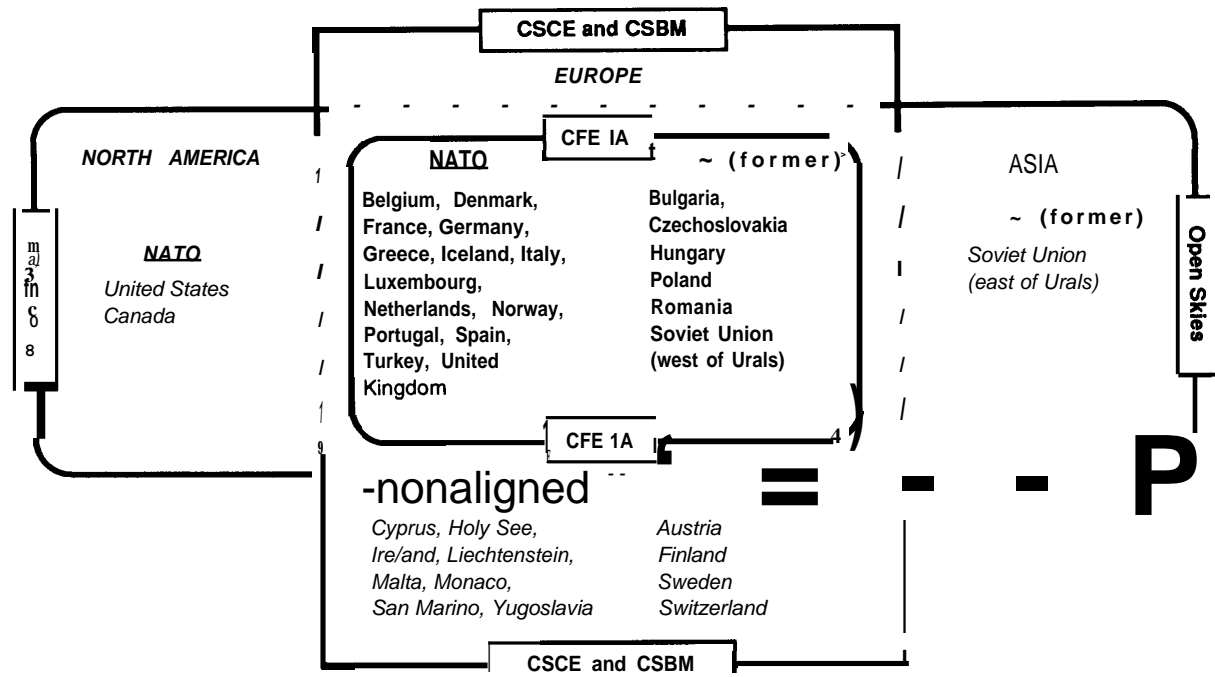 CSCE and CSBM
EUROPE
CFE IA
NORTH AMERICA
NATO
United States
Canada
NATO
Belgium, Denmark,
France, Germany,
Greece, Iceland, Italy,
Luxembourg,
Netherlands, Norway,
Portugal, Spain,
Turkey, United
Kingdom
~ (former)
Bulgaria,
Czechoslovakia
Hungary
Poland
Romania
Soviet Union
(west of Urals)
ASIA
~ (former)
Soviet Union
(east of Urals)
Open Skies
CFE 1A
-nonaligned
= - - P
Cyprus, Holy See,
Ire/and, Liechtenstein,
Malta, Monaco,
San Marino, Yugoslavia
Austria
Finland
Sweden
Switzerland
CSCE and CSBM